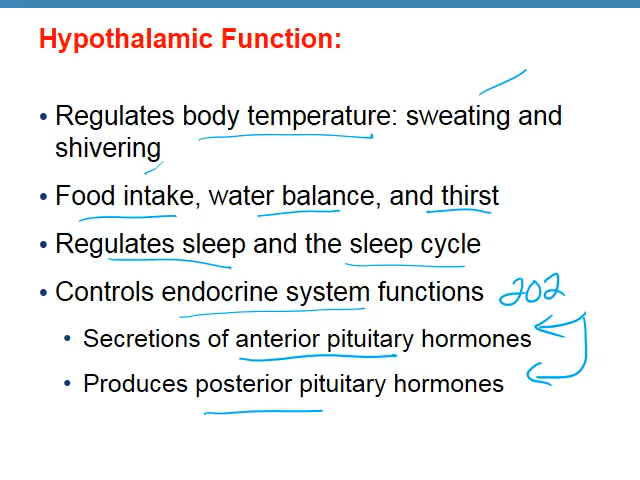 Hypothalamic Function:
• Regulates body temperature: sweating and
shivering
• Food intake, water balance, and thirst
• Regulates sleep and the sleep cycle
• Controls endocrine system functions 202
• Secretions of anterior pituitary hormones
• Produces posterior pituitary hormones